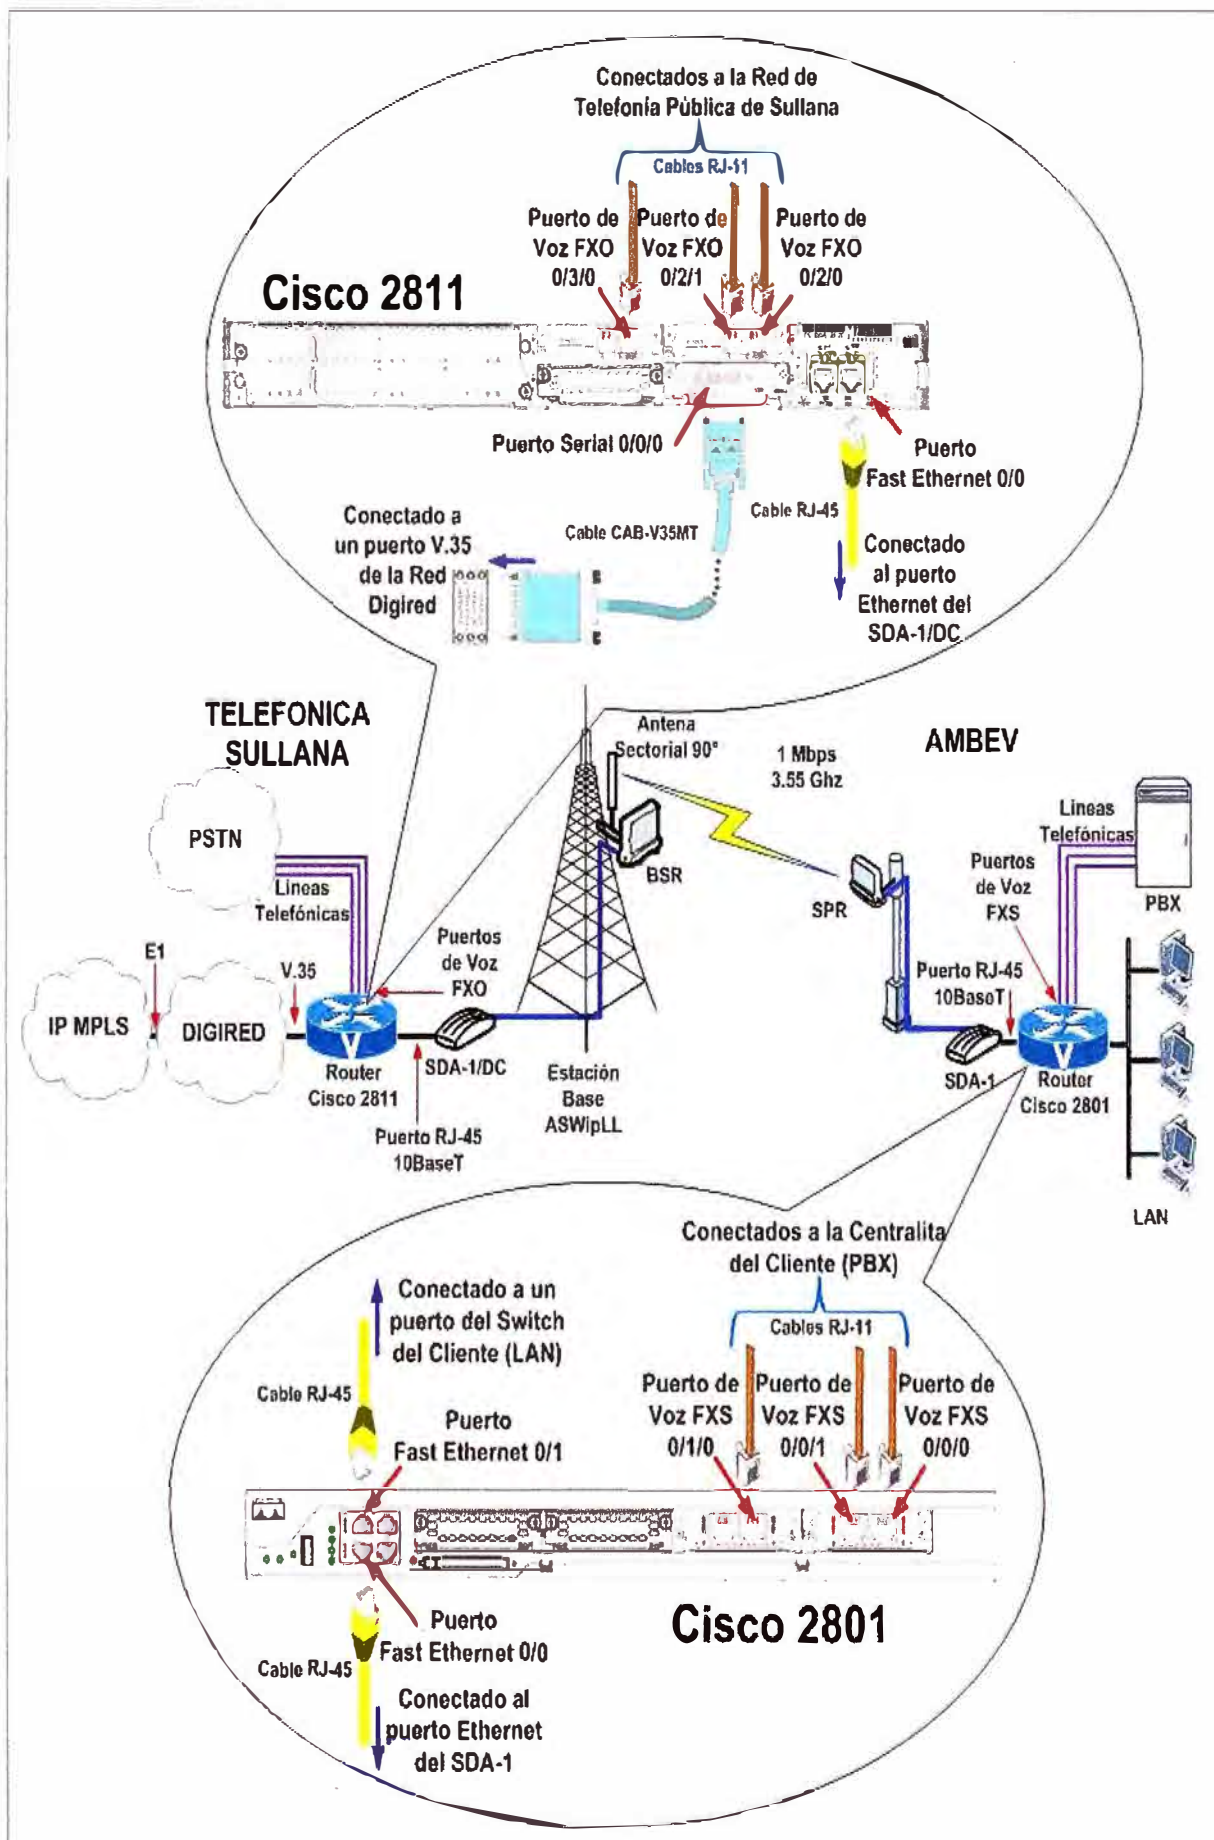 Conectados a la Red de
Telefonía Pública de Sullana
Cables RJ-11
Puerto de
Voz FXO
0/3/0
Puerto de
Voz FXO
0/2/1
Puerto de
Voz FXO
0/2/0
Cisco 2811
Puerto Serial 0/0/0
Puerto
Fast Ethernet 0/0
Cable RJ-45
Cable CAB-V35MT
Conectado a
un puerto V.35
de la Red
Digired
Conectado
al puerto
Ethernet del
SDA-1/DC
TELEFONICA
SULLANA
Antena
Sectorial 90°
1 Mbps
3.55 Ghz
AMBEV
PSTN
Lineas
Telefónicas
BSR
SPR
Lineas
Telefónicas
Puertos
de Voz
FXS
PBX
E1
V.35
Puertos
de Voz
FXO
Puerto RJ-45
10BaseT
IP MPLS
DIGIRED
Router
Cisco 2811
SDA-1/DC
Estación
Base
ASWipLL
SDA-1
Router
Cisco 2801
Puerto RJ-45
10BaseT
LAN
Conectados a la Centralita
del Cliente (PBX)
Cables RJ-11
Conectado a un
puerto del Switch
del Cliente (LAN)
Cable RJ-45
Puerto
Fast Ethernet 0/1
Puerto de
Voz FXS
0/1/0
Puerto de
Voz FXS
0/0/1
Puerto de
Voz FXS
0/0/0
Cisco 2801
Puerto
Fast Ethernet 0/0
Cable RJ-45
Conectado al
puerto Ethernet
del SDA-1